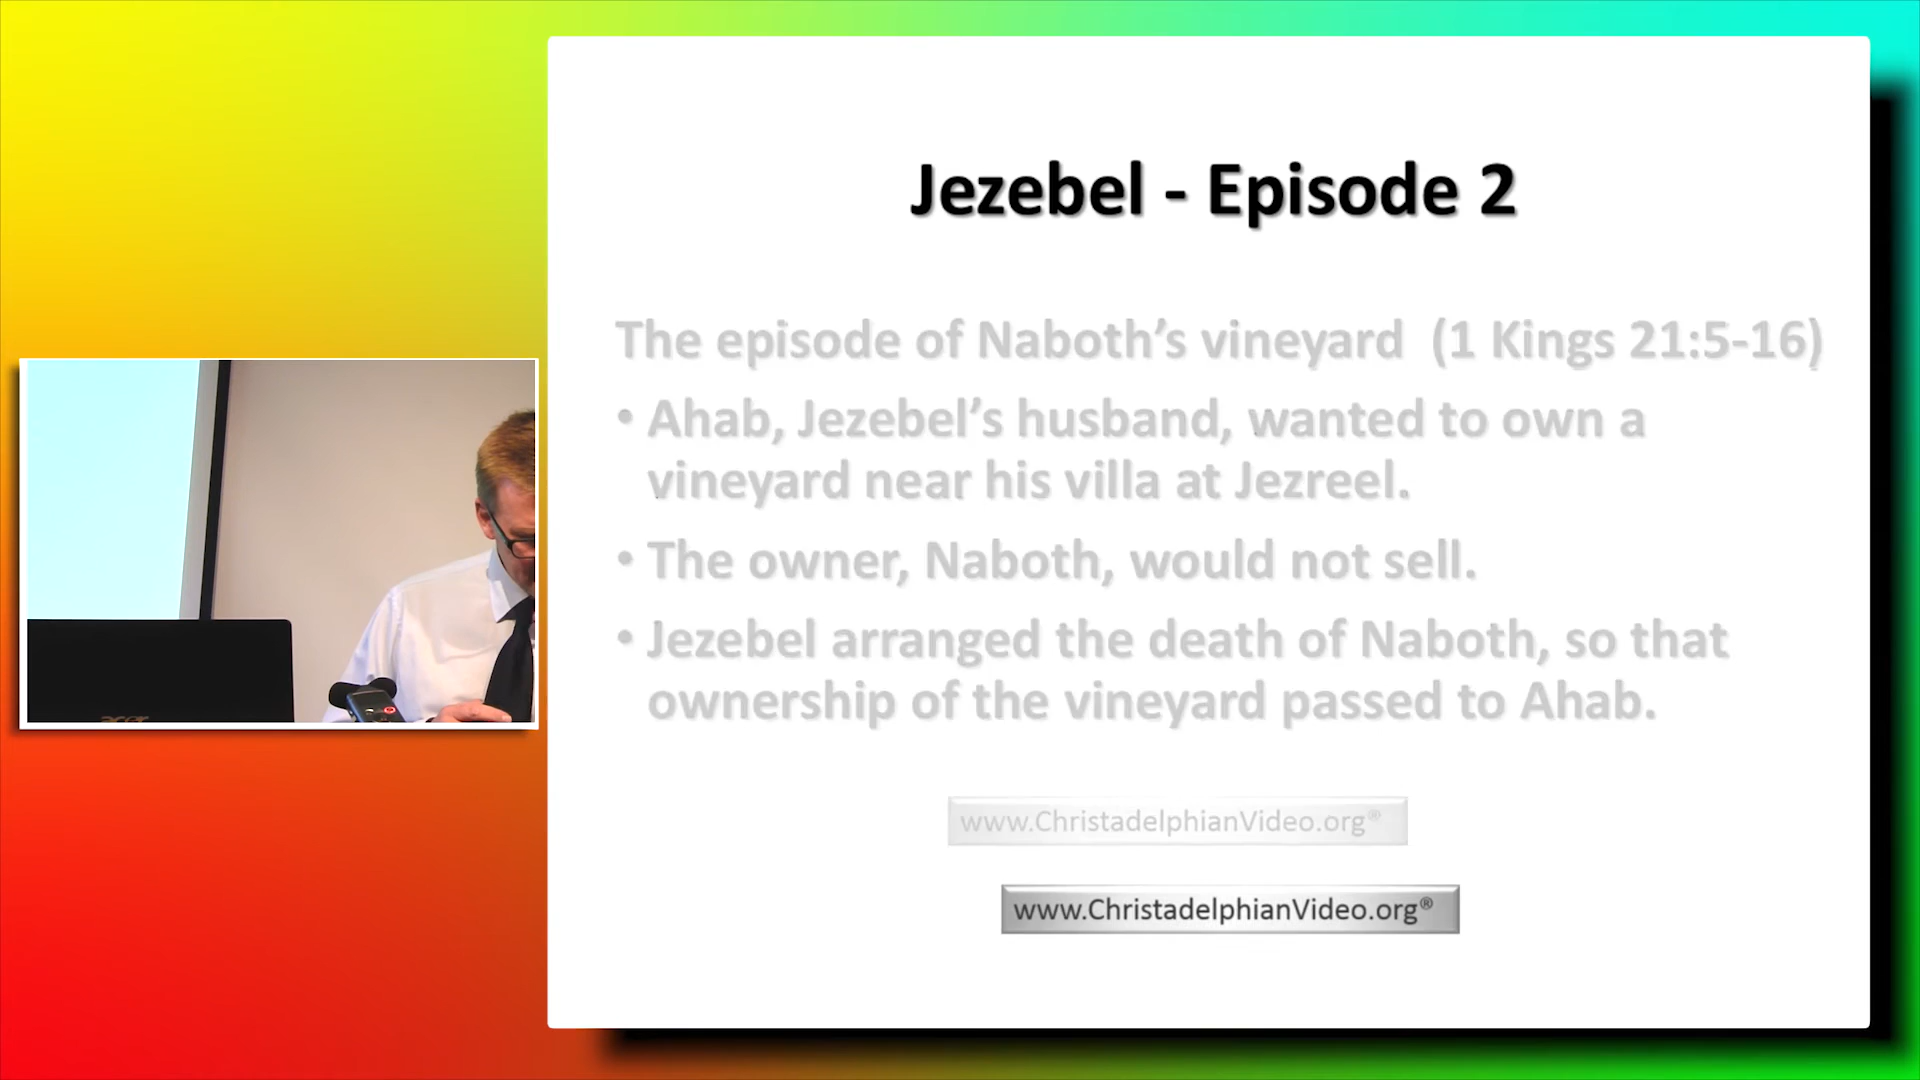 Jezebel - Episode 2
The episode of Naboth’s vineyard (1 Kings 21:5-16)
• Ahab, Jezebel’s husband, wanted to own a
vineyard near his villa at Jezreel.
• The owner, Naboth, would not sell.
• Jezebel arranged the death of Naboth, so that
ownership of the vineyard passed to Ahab.
www.ChristadelphianVideo.org®
www.ChristadelphianVideo.org®
acer